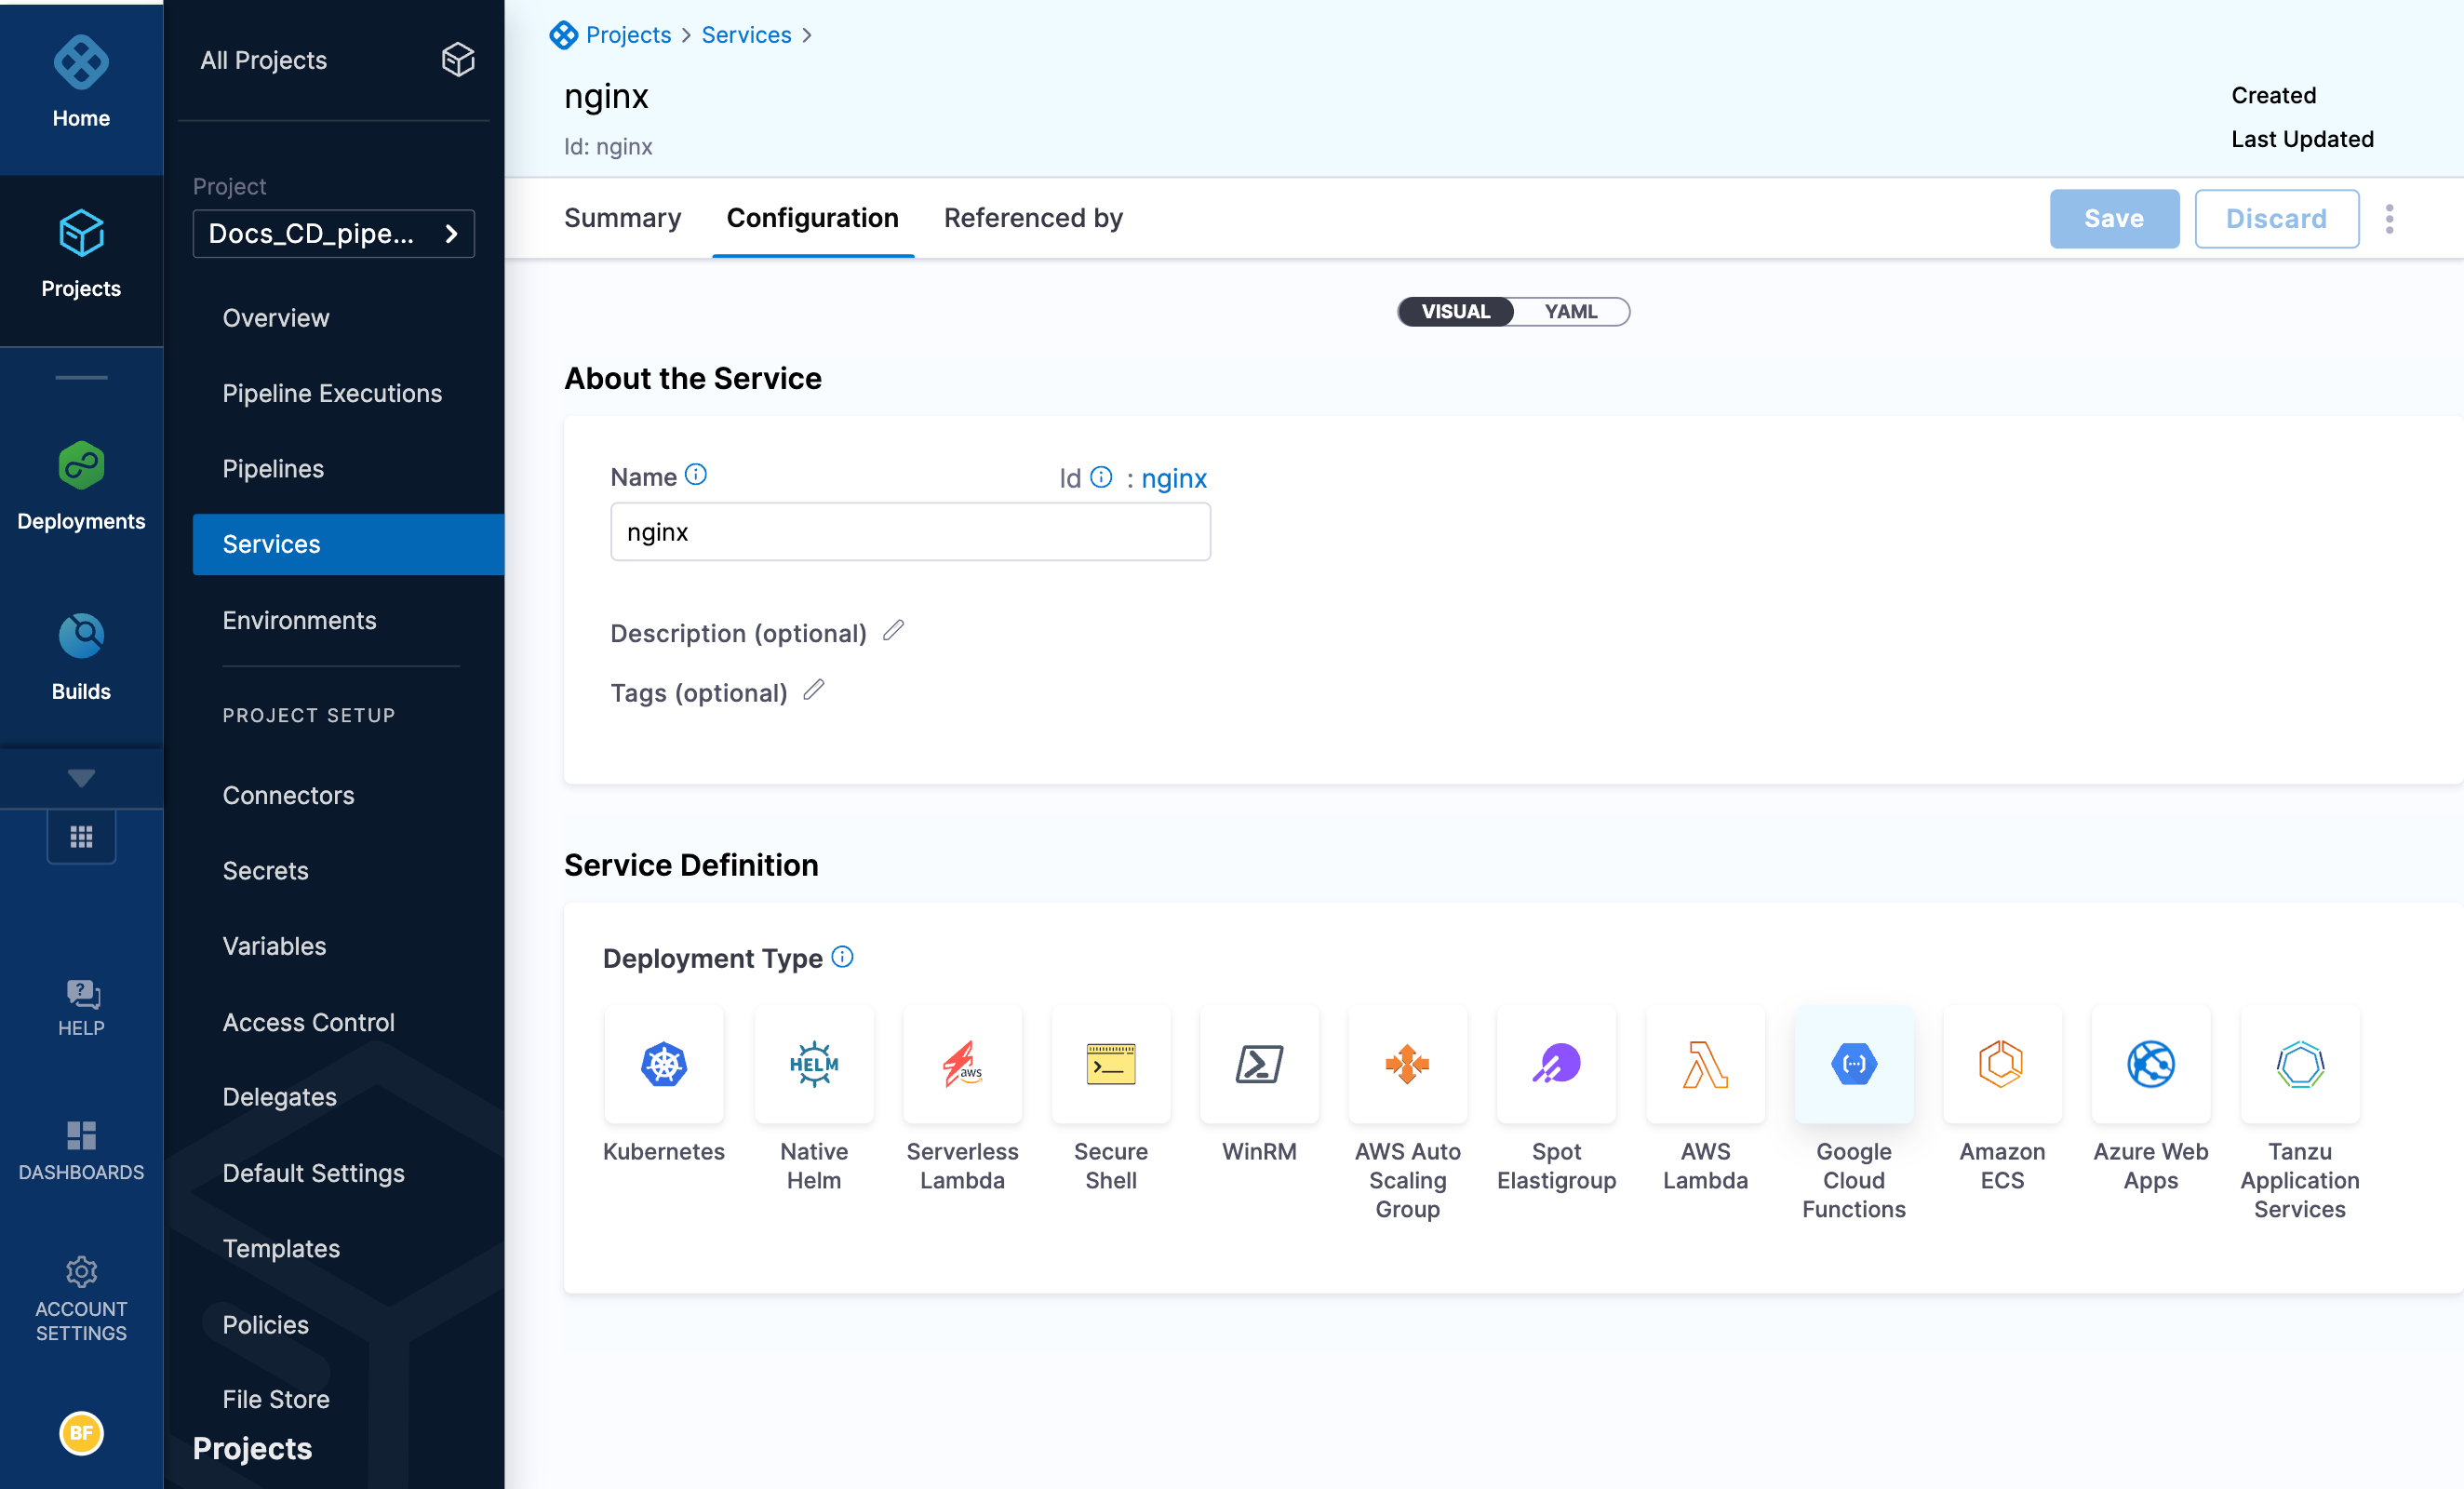 Home
Projects
Deployments
Builds
HELP
DASHBOARDS
ACCOUNT
SETTINGS
BF
All Projects
Project
Docs_CD_pipe...
Overview
Pipeline Executions
Pipelines
Services
Environments
PROJECT SETUP
Connectors
Secrets
Variables
Access Control
Delegates
Default Settings
Templates
Policies
File Store
Projects
Projects > Services >
nginx
Id: nginx
Created
Last Updated
Summary
Configuration
Referenced by
Save
Discard
VISUAL
YAML
About the Service
Name
Id : nginx
nginx
Description (optional)
Tags (optional)
Service Definition
Deployment Type
Kubernetes
HELM
Native
Helm
aws
Serverless
Lambda
Secure
Shell
WinRM
AWS Auto
Scaling
Group
Spot
Elastigroup
AWS
Lambda
Google
Cloud
Functions
Amazon
ECS
Azure Web
Apps
Tanzu
Application
Services